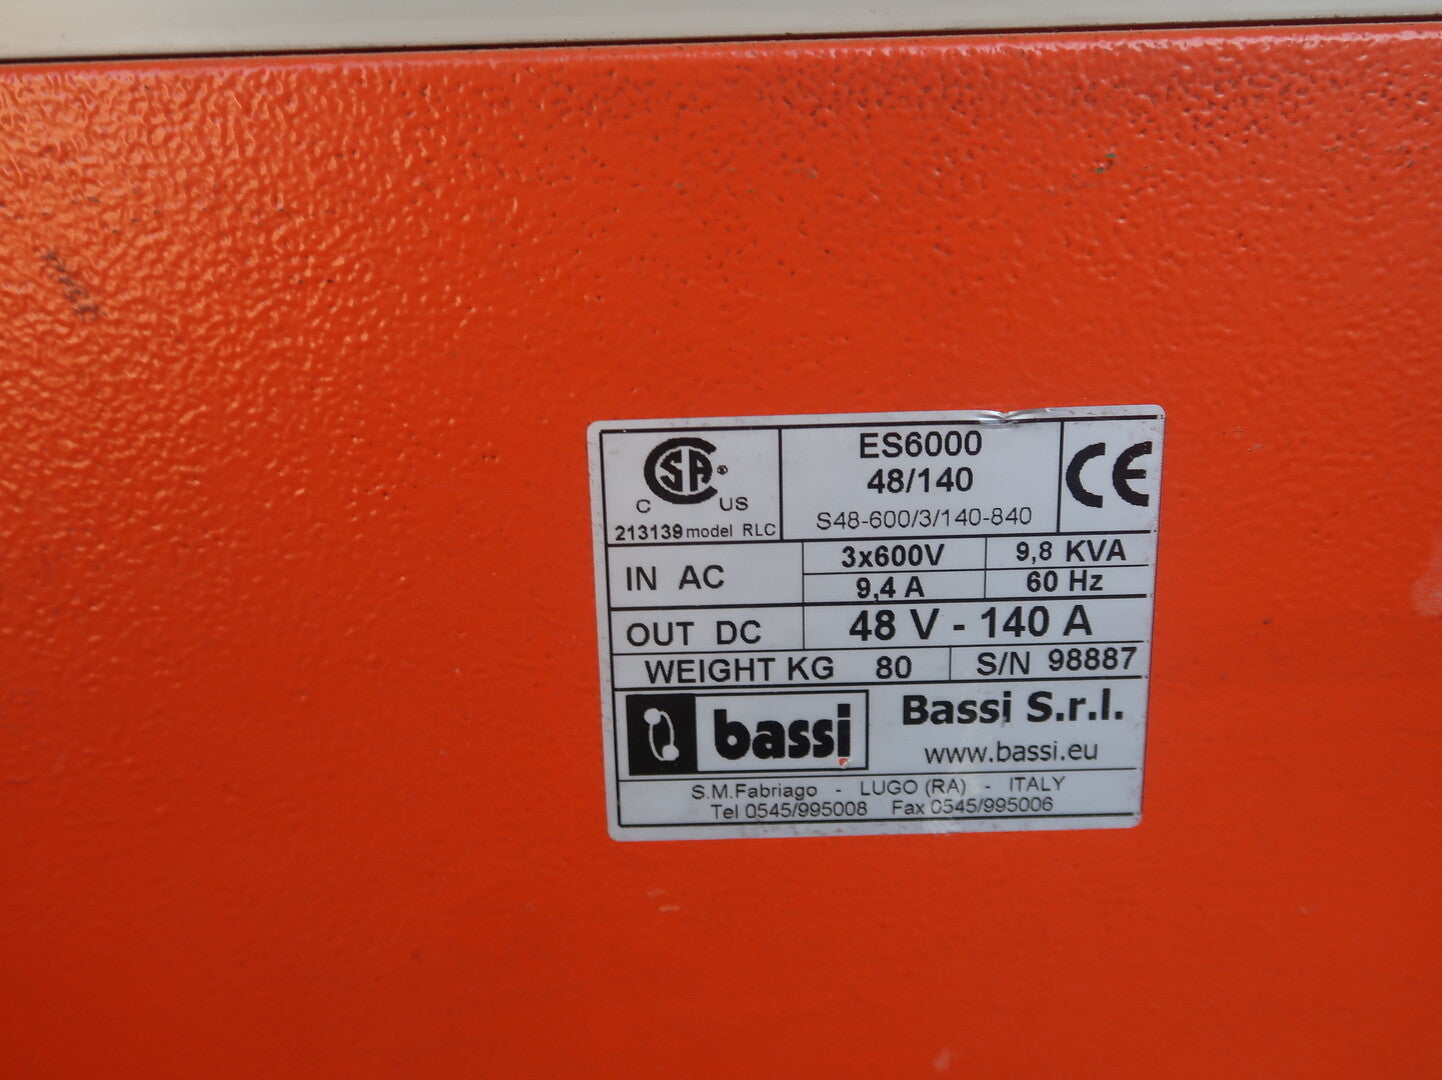 ES6000
48/140
S48-600/3/140-840
CSA ®
C US
213139 model RLC
CE
IN AC
3x600V
9,8 KVA
9,4 A
60 Hz
OUT DC
48 V - 140 A
WEIGHT KG 80
S/N 98887
bassi
Bassi S.r.l.
www.bassi.eu
S.M.Fabriago - LUGO (RA) - ITALY
Tel 0545/995008 Fax 0545/995006